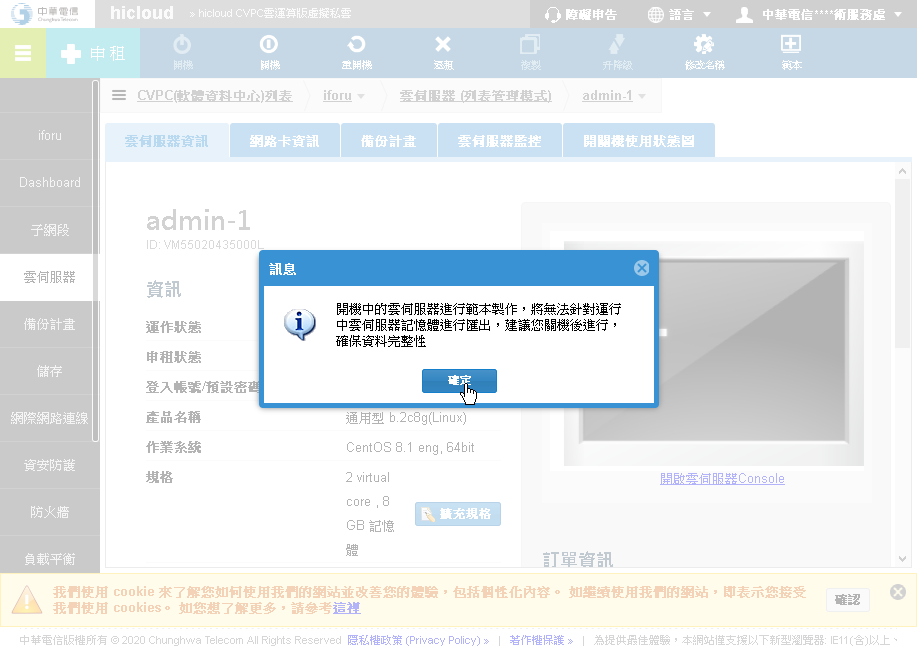 中華電信
Chunghwa Telecom
hicloud » hicloud CVPC雲運算版虛擬私雲
障礙申告
語言
中華電信****術服務處
申租
開機
關機
重開機
退租
複製
升降級
修改名稱
範本
CVPC(軟體資料中心)列表
iforu
雲伺服器 (列表管理模式)
admin-1
iforu
Dashboard
子網段
雲伺服器
備份計畫
儲存
網際網路連線
資安防護
防火牆
負載平衡
雲伺服器資訊
網路卡資訊
備份計畫
雲伺服器監控
開關機使用狀態圖
admin-1
ID: VM55020435000L
資訊
運作狀態
申租狀態
登入帳號/預設密碼
產品名稱
通用型 b.2c8g(Linux)
作業系統
CentOS 8.1 eng, 64bit
規格
2 virtual
core , 8
GB 記憶
體
擴充規格
訊息
開機中的雲伺服器進行範本製作，將無法針對運行
中雲伺服器記憶體進行匯出，建議您關機後進行，
確保資料完整性
確定
開啟雲伺服器Console
訂單資訊
我們使用 cookie 來了解您如何使用我們的網站並改善您的體驗，包括個性化內容。 如繼續使用我們的網站，即表示您接受
我們使用 cookies。 如您想了解更多，請參考這裡
確認
中華電信版權所有 © 2020 Chunghwa Telecom All Rights Reserved 隱私權政策 (Privacy Policy) » | 著作權保護 » | 為提供最佳體驗，本網站僅支援以下新型瀏覽器: IE11(含)以上、